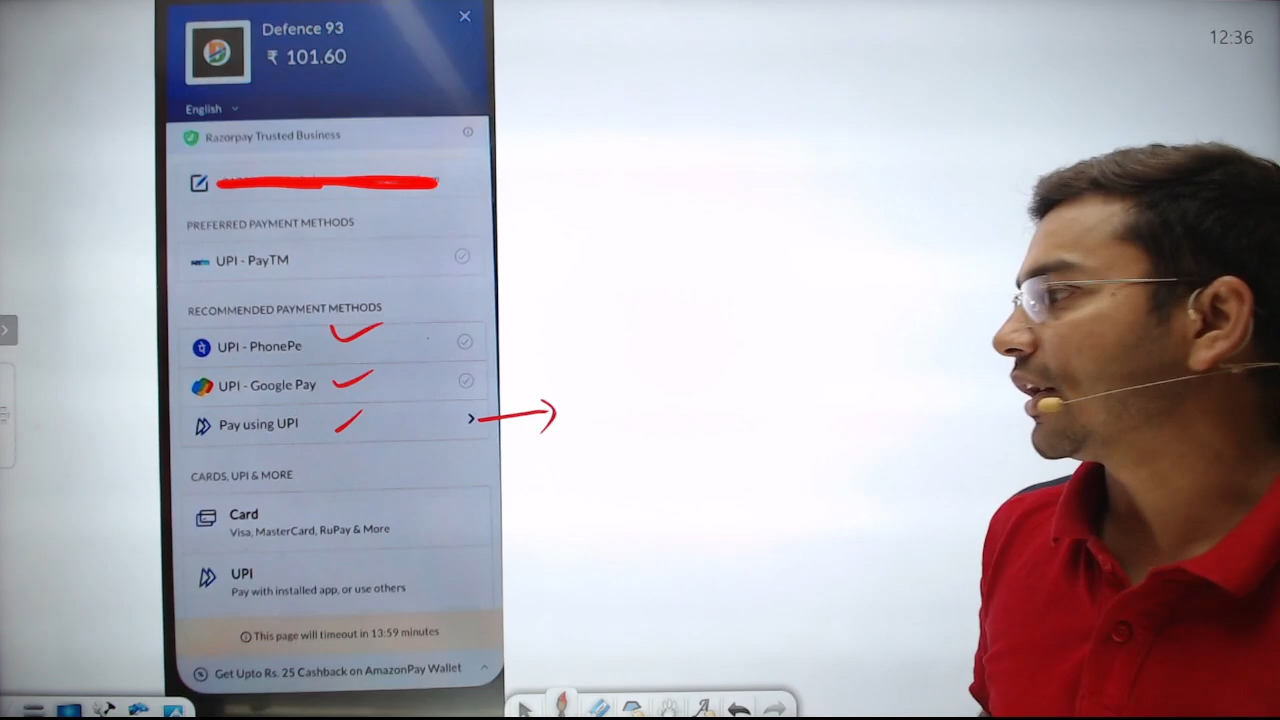 Defence 93
₹ 101.60
12:36
English
Razorpay Trusted Business
PREFERRED PAYMENT METHODS
UPI - PayTM
RECOMMENDED PAYMENT METHODS
UPI - PhonePe
UPI - Google Pay
Pay using UPI
CARDS, UPI & MORE
Card
Visa, MasterCard, RuPay & More
UPI
Pay with installed app, or use others
This page will timeout in 13:59 minutes
Get Upto Rs. 25 Cashback on AmazonPay Wallet